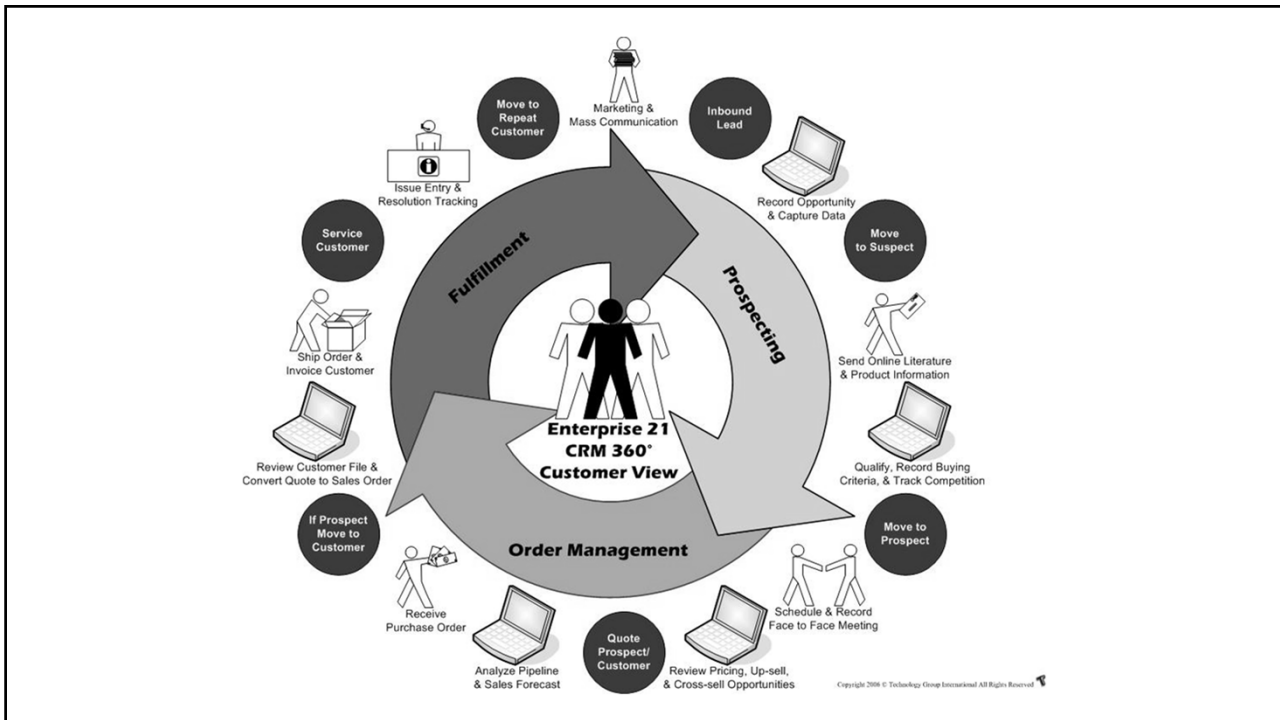 Marketing &
Mass Communication
Inbound
Lead
Record Opportunity
& Capture Data
Move
to Suspect
Send Online Literature
& Product Information
Qualify, Record Buying
Criteria, & Track Competition
Move to
Prospect
Schedule & Record
Face to Face Meeting
Review Pricing, Up-sell,
& Cross-sell Opportunities
Quote
Prospect/
Customer
Analyze Pipeline
& Sales Forecast
Receive
Purchase Order
If Prospect
Move to
Customer
Review Customer File &
Convert Quote to Sales Order
Ship Order &
Invoice Customer
Service
Customer
Issue Entry &
Resolution Tracking
Move to
Repeat
Customer
Fulfillment
Prospecting
Order Management
Enterprise 21
CRM 360°
Customer View
Copyright 2006 © Technology Group International All Rights Reserved